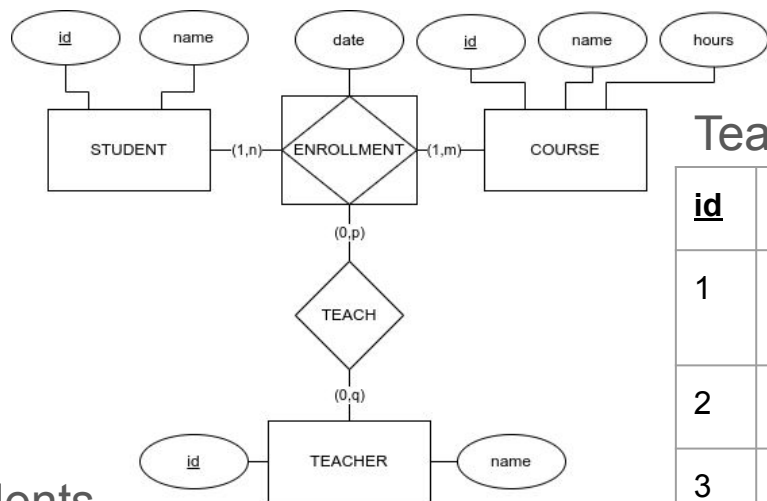 id name date id name hours
STUDENT (1,n) ENROLLMENT (1,m) COURSE
Tea
id
(0,p)
1
TEACH
(0,q)
2
id TEACHER name
3